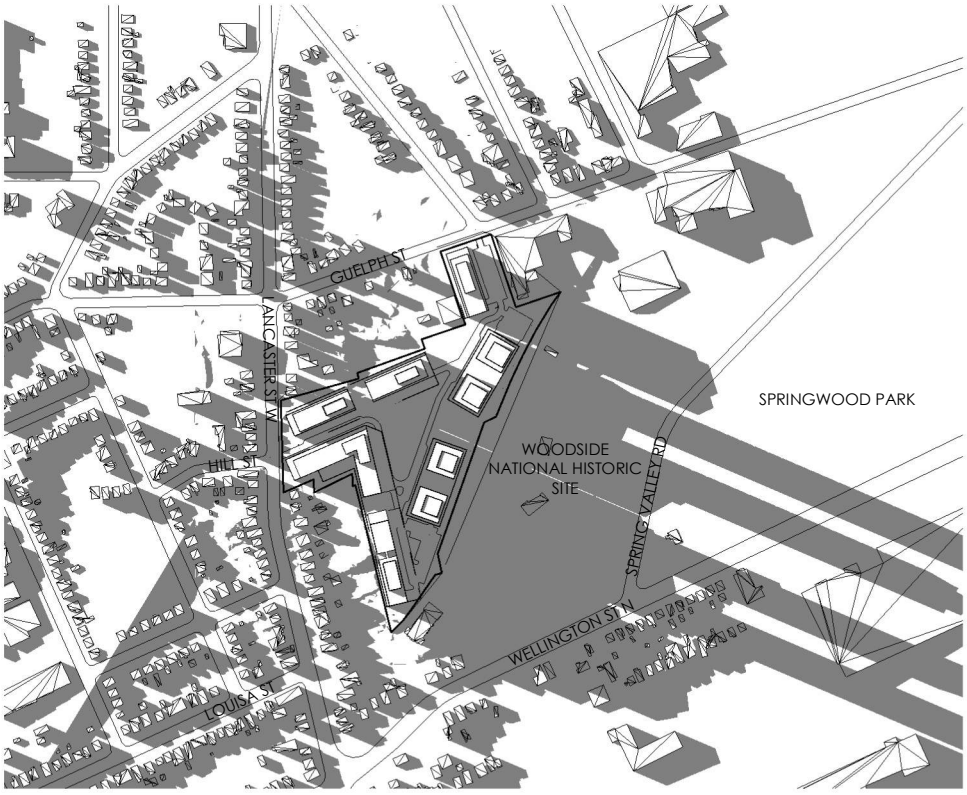 GUELPH ST
LANCASTER ST W
SPRINGWOOD PARK
WOODSIDE
NATIONAL HISTORIC
SITE
HILL ST
SPRING VALLEY RD
WELLINGTON ST N
LOUISA ST